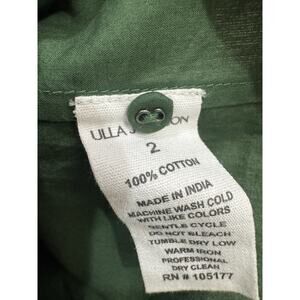 ULLA J ON
2
100% COTTON
MADE IN INDIA
MACHINE WASH COLD
WITH LIKE COLORS
GENTLE CYCLE
DO NOT BLEACH
TUMBLE DRY LOW
WARM IRON
PROFESSIONAL
DRY CLEAN
RN # 105177